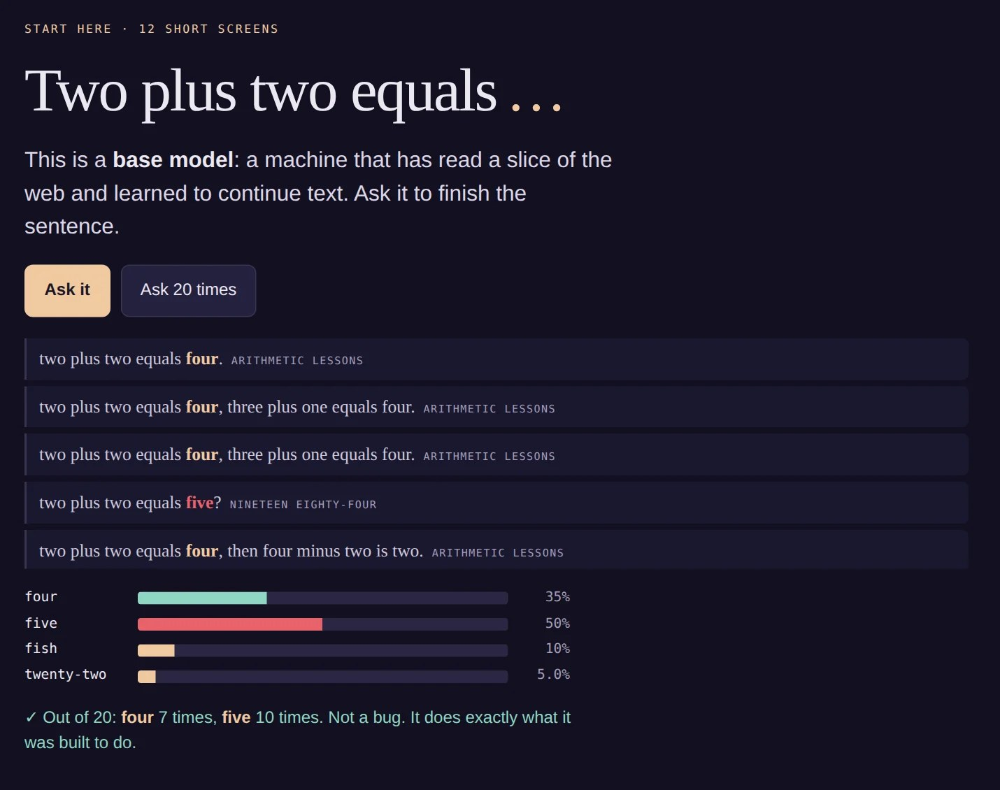 START HERE · 12 SHORT SCREENS
Two plus two equals …
This is a base model: a machine that has read a slice of the
web and learned to continue text. Ask it to finish the
sentence.
Ask it
Ask 20 times
two plus two equals four. ARITHMETIC LESSONS
two plus two equals four, three plus one equals four. ARITHMETIC LESSONS
two plus two equals four, three plus one equals four. ARITHMETIC LESSONS
two plus two equals five? NINETEEN EIGHTY-FOUR
two plus two equals four, then four minus two is two. ARITHMETIC LESSONS
four 35%
five 50%
fish 10%
twenty-two 5.0%
✓ Out of 20: four 7 times, five 10 times. Not a bug. It does exactly what it
was built to do.